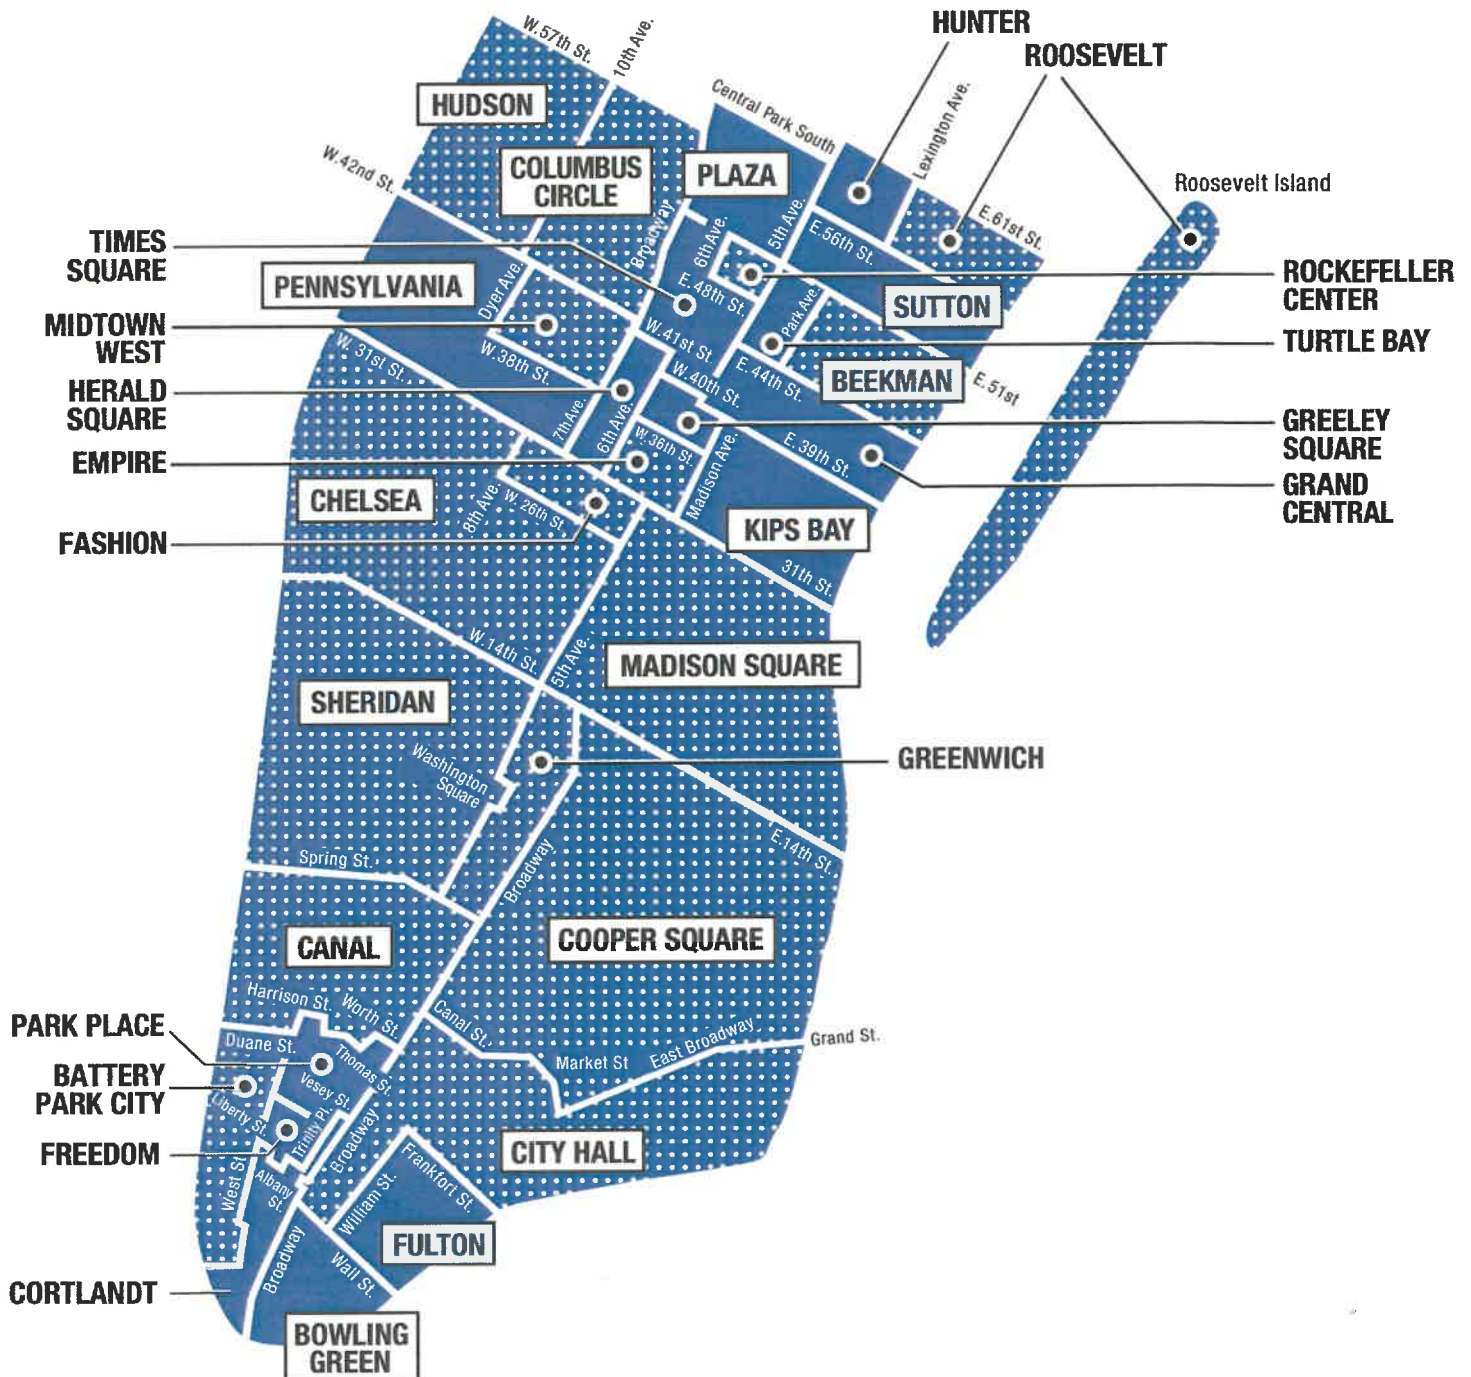 HUNTER
ROOSEVELT
W. 57th St.
10th Ave.
HUDSON
Central Park South
Lexington Ave.
W. 42nd St.
COLUMBUS
CIRCLE
PLAZA
Roosevelt Island
E. 61st St.
TIMES
SQUARE
Broadway
6th Ave.
5th Ave.
E. 56th St.
PENNSYLVANIA
Dyer Ave.
E. 48th St.
Park Ave.
SUTTON
ROCKEFELLER
CENTER
MIDTOWN
WEST
W. 31st St.
W. 38th St.
W. 41st St.
TURTLE BAY
HERALD
SQUARE
W. 40th St.
E. 44th St.
BEEKMAN
E. 51st
7th Ave.
6th Ave.
W. 36th St.
Madison Ave.
E. 39th St.
GREELEY
SQUARE
EMPIRE
CHELSEA
8th Ave.
W. 26th St.
GRAND
CENTRAL
FASHION
KIPS BAY
31th St.
W. 14th St.
5th Ave.
MADISON SQUARE
SHERIDAN
Washington
Square
GREENWICH
Spring St.
Broadway
E. 14th St.
CANAL
COOPER SQUARE
Harrison St.
Worth St.
Canal St.
PARK PLACE
Duane St.
Thomas St.
Market St
East Broadway
Grand St.
BATTERY
PARK CITY
Vesey St.
Liberty St.
Trinity Pl.
Broadway
FREEDOM
CITY HALL
West St.
Albany
St.
William St.
Frankfort St.
FULTON
Broadway
Wall St.
CORTLANDT
BOWLING
GREEN